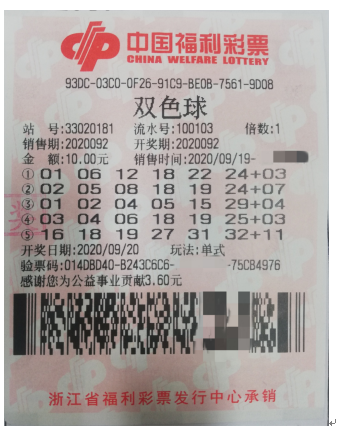 中国福利彩票
CHINA WELFARE LOTTERY
93DC-03C0-0F26-91C9-BE0B-7561-9D08
双色球
站 号:33020181 流水号:100103 倍数:1
销售期:2020092 开奖期:2020092
金 额:10.00元 销售时间:2020/09/19-
① 01 06 12 18 22 24+03
② 02 05 08 18 19 24+07
③ 01 02 04 05 15 29+04
④ 03 04 06 18 19 25+03
⑤ 16 18 19 27 31 32+11
开奖日期:2020/09/20 玩法:单式
验票码:014DBD40-B243C6C6- -75CB4976
感谢您为公益事业贡献3.60元
浙江省福利彩票发行中心承销